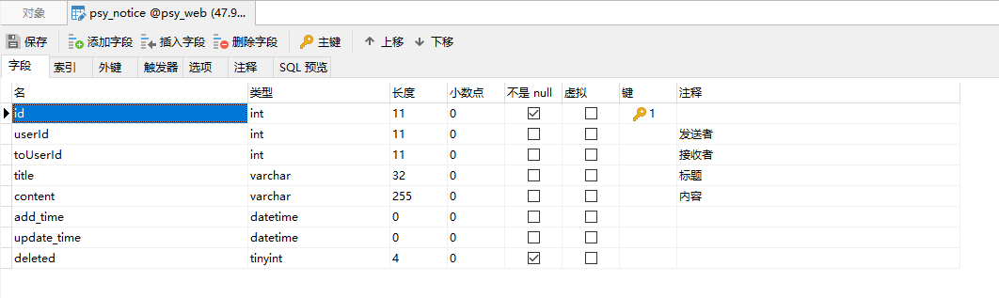 对象 psy_notice @psy_web (47.9...
保存 添加字段 插入字段 删除字段 主键 上移 下移
字段 索引 外键 触发器 选项 注释 SQL 预览
名 类型 长度 小数点 不是 null 虚拟 键 注释
id int 11 0 1
userId int 11 0 发送者
toUserId int 11 0 接收者
title varchar 32 0 标题
content varchar 255 0 内容
add_time datetime 0 0
update_time datetime 0 0
deleted tinyint 4 0